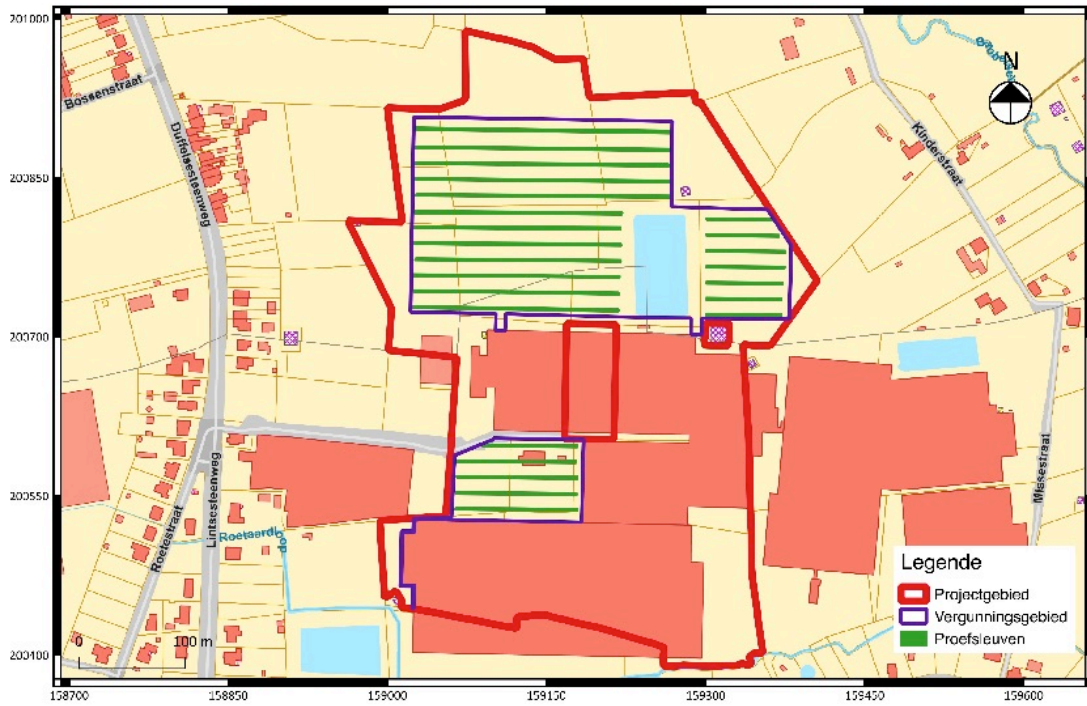 201000
200850
200700
200550
200400
158700
158850
159000
159150
159300
159450
159600
N
Bossenstraat
Duffelsesteenweg
Kinderstraat
Missestraat
Lintsesteenweg
Roetestraat
Roetaardloop
0
100 m
Legende
Projectgebied
Vergunningsgebied
Proefsleuven